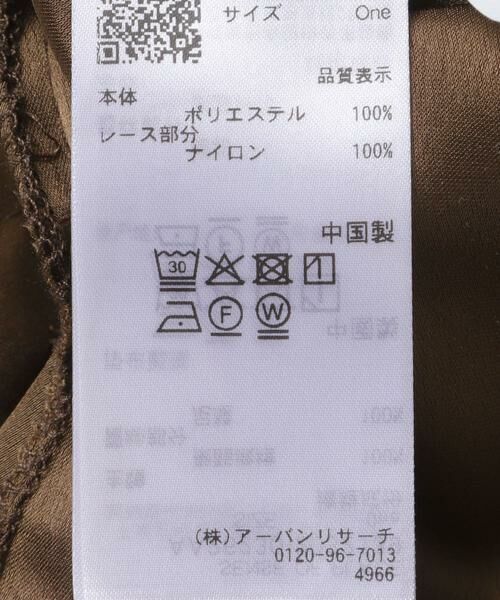 サイズ One
品質表示
本体
ポリエステル 100%
レース部分
ナイロン 100%
中国製
30
F W
(株)アーバンリサーチ
0120-96-7013
4966